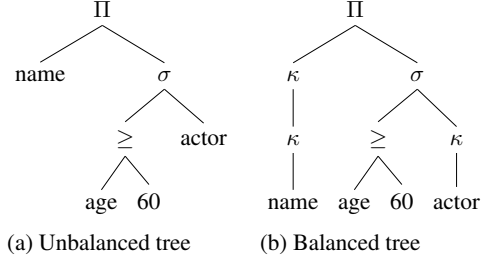 Π Π
name σ κ σ
≥ actor κ ≥ κ
age 60 name age 60 actor
(a) Unbalanced tree (b) Balanced tree